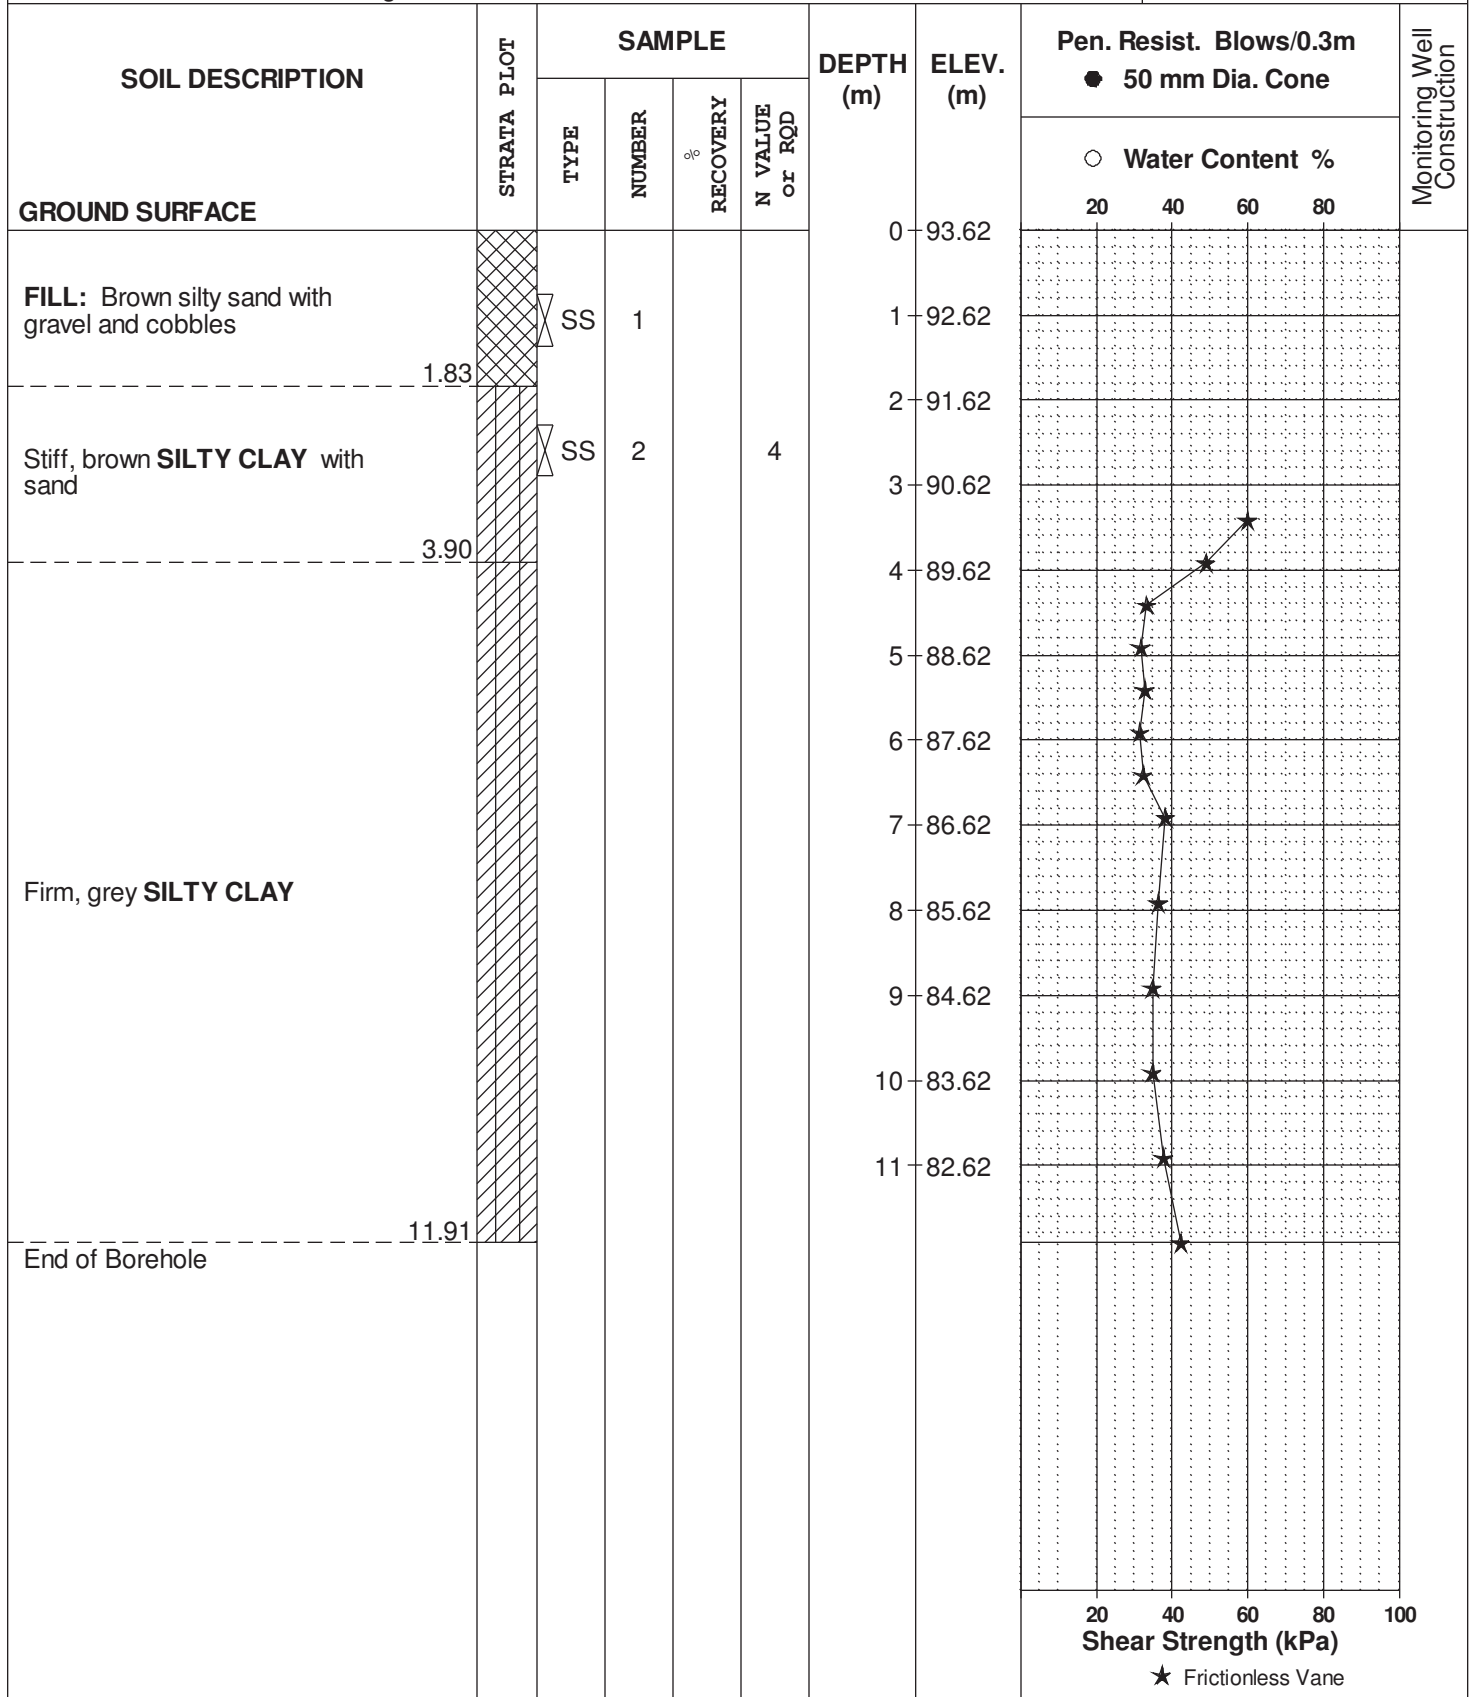 SOIL DESCRIPTION
GROUND SURFACE
STRATA PLOT
SAMPLE
TYPE
NUMBER
%
RECOVERY
N VALUE
or RQD
DEPTH
(m)
ELEV.
(m)
Pen. Resist. Blows/0.3m
● 50 mm Dia. Cone
○ Water Content %
20 40 60 80
Monitoring Well
Construction
0 93.62
FILL: Brown silty sand with
gravel and cobbles
SS 1
1 92.62
1.83
2 91.62
Stiff, brown SILTY CLAY with
sand
SS 2 4
3 90.62
3.90
4 89.62
5 88.62
6 87.62
7 86.62
Firm, grey SILTY CLAY
8 85.62
9 84.62
10 83.62
11 82.62
11.91
End of Borehole
20 40 60 80 100
Shear Strength (kPa)
★ Frictionless Vane